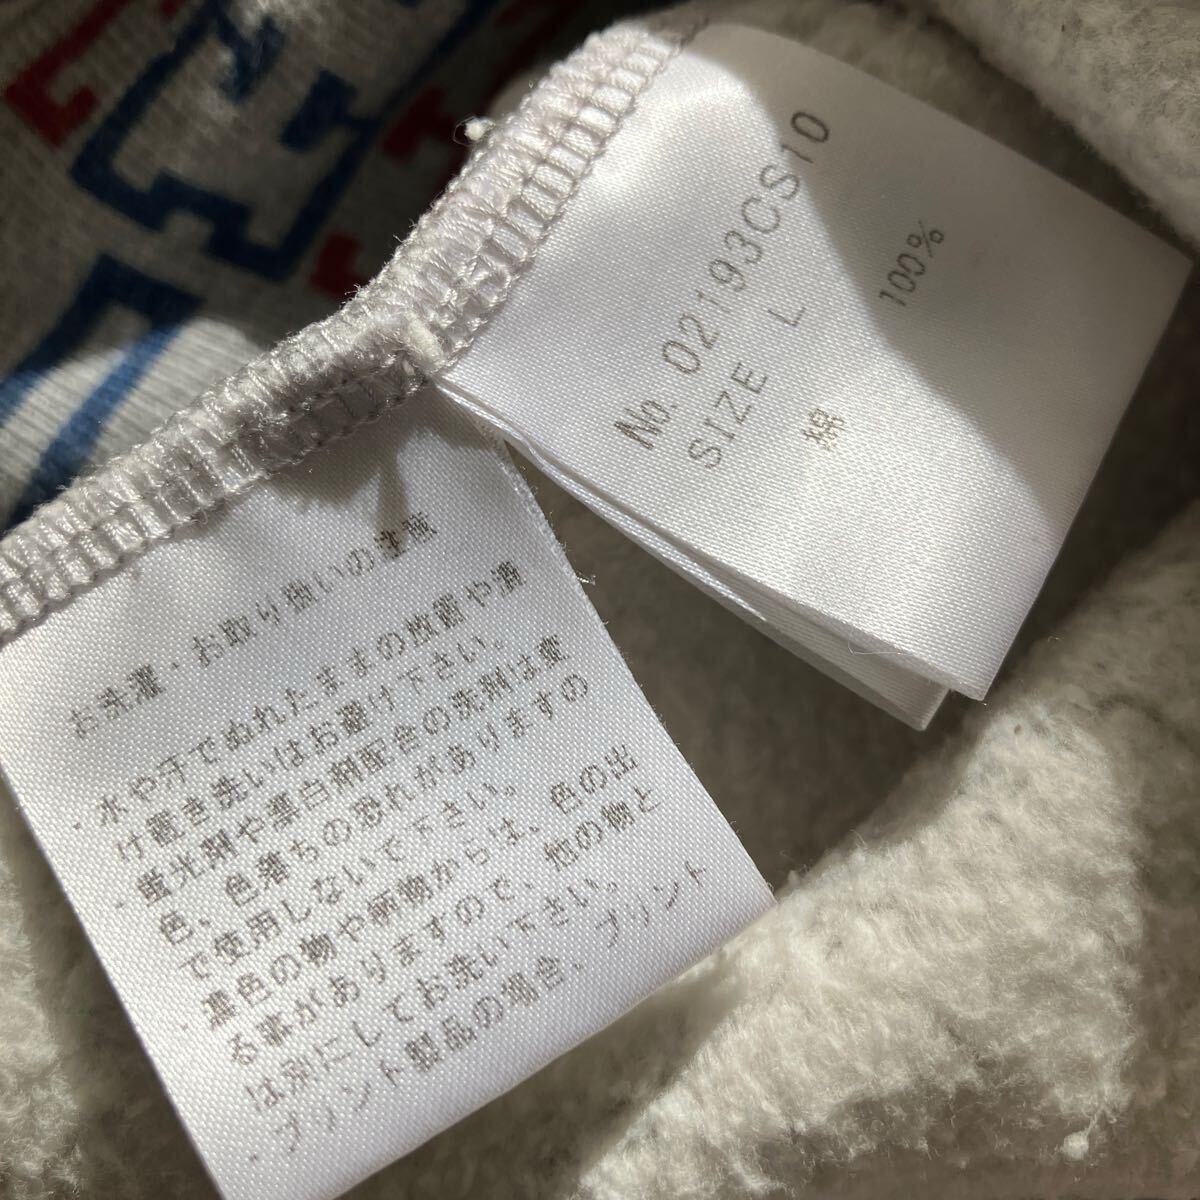 No. 02193CS10
SIZE L
綿 100%
お洗濯・お取り扱いの注意
・水や汗でぬれたままの放置や濡
け置き洗いはお避け下さい。
・蛍光剤や漂白剤配合の洗剤は変
色、色落ちの恐れがありますの
で使用しないで下さい。
・濃色の物や柄物からは、色の出
る事がありますので、他の物と
は別にしてお洗い下さい。
・プリント製品の場合、プリント